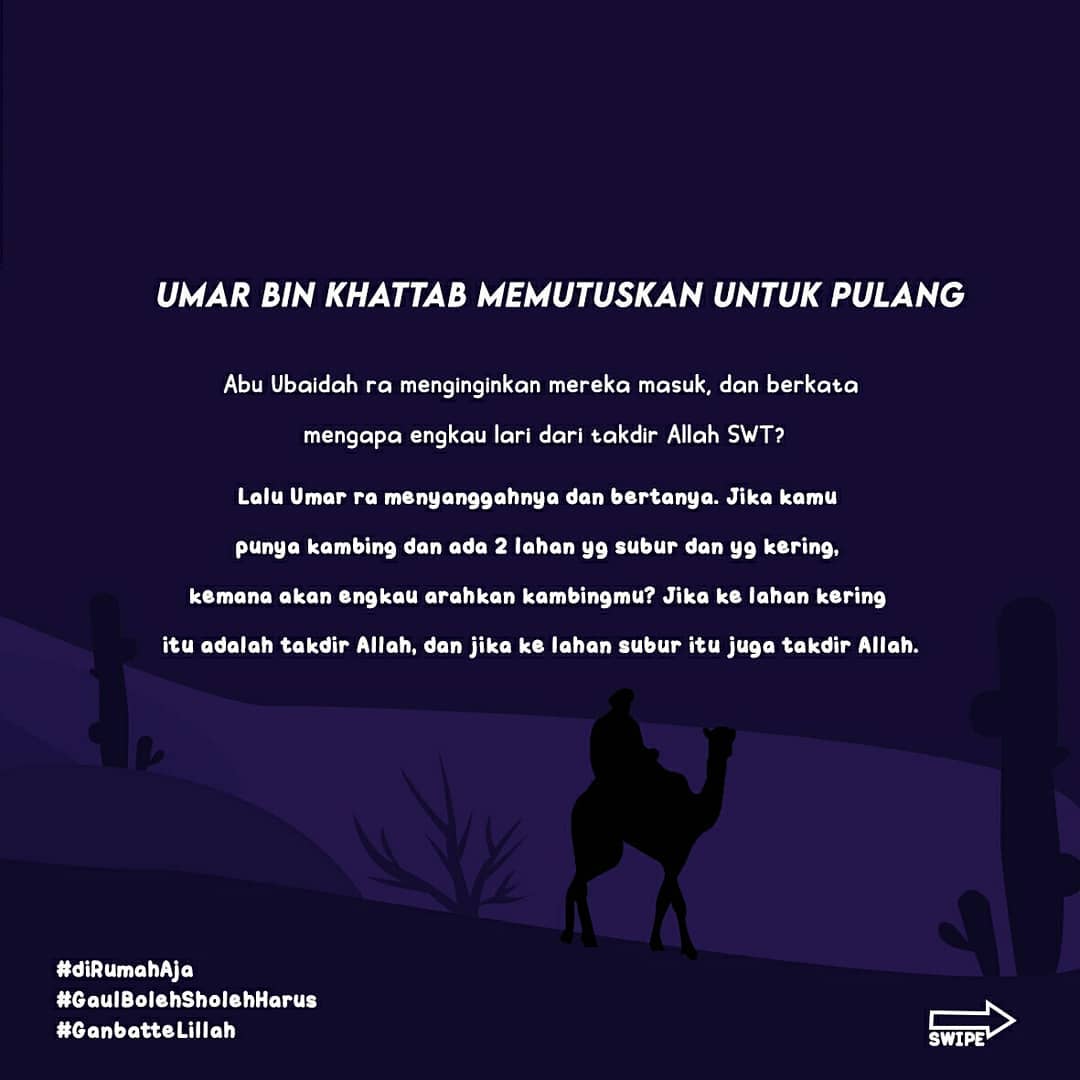 UMAR BIN KHATTAB MEMUTUSKAN UNTUK PULANG
Abu Ubaidah ra menginginkan mereka masuk, dan berkata
mengapa engkau lari dari takdir Allah SWT?
Lalu Umar ra menyanggahnya dan bertanya. Jika kamu
punya kambing dan ada 2 lahan yg subur dan yg kering,
kemana akan engkau arahkan kambingmu? Jika ke lahan kering
itu adalah takdir Allah, dan jika ke lahan subur itu juga takdir Allah.
#diRumahAja
#GaulBolehSholehHarus
#GanbatteLillah
SWIPE